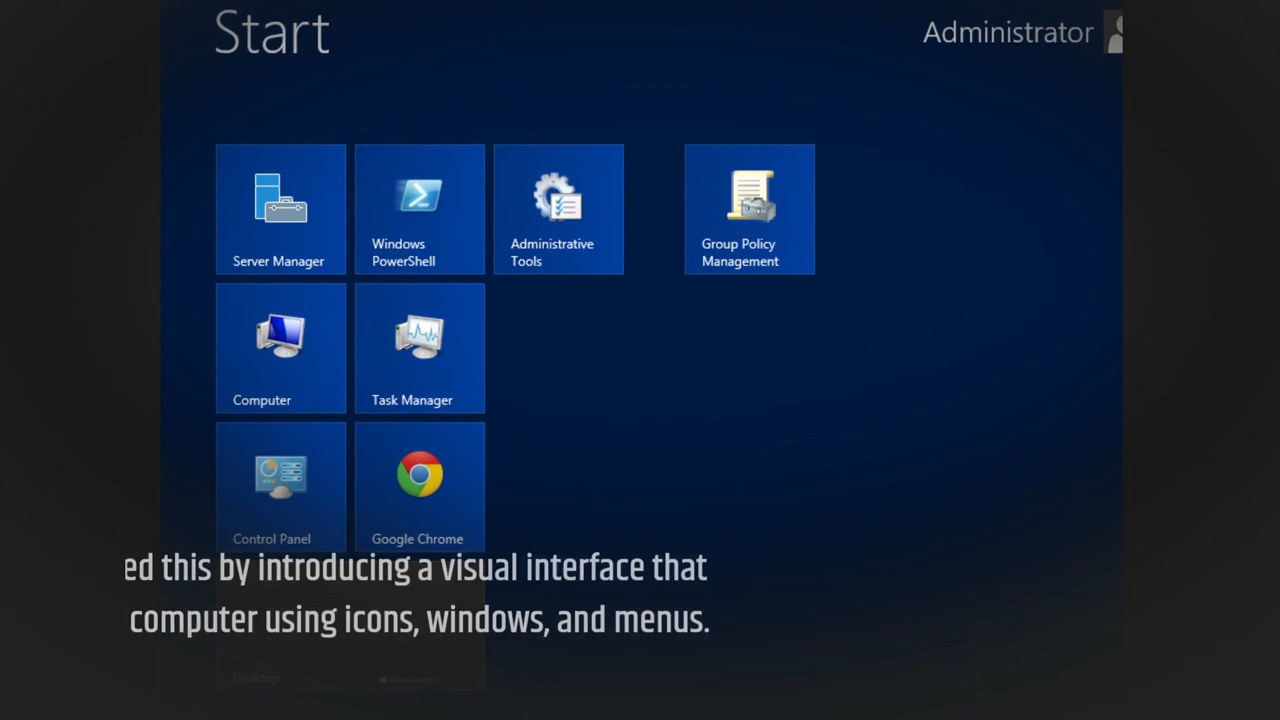 Start
Administrator
Server Manager
Windows
PowerShell
Administrative
Tools
Group Policy
Management
Computer
Task Manager
Control Panel
Google Chrome
ed this by introducing a visual interface that
computer using icons, windows, and menus.
Desktop